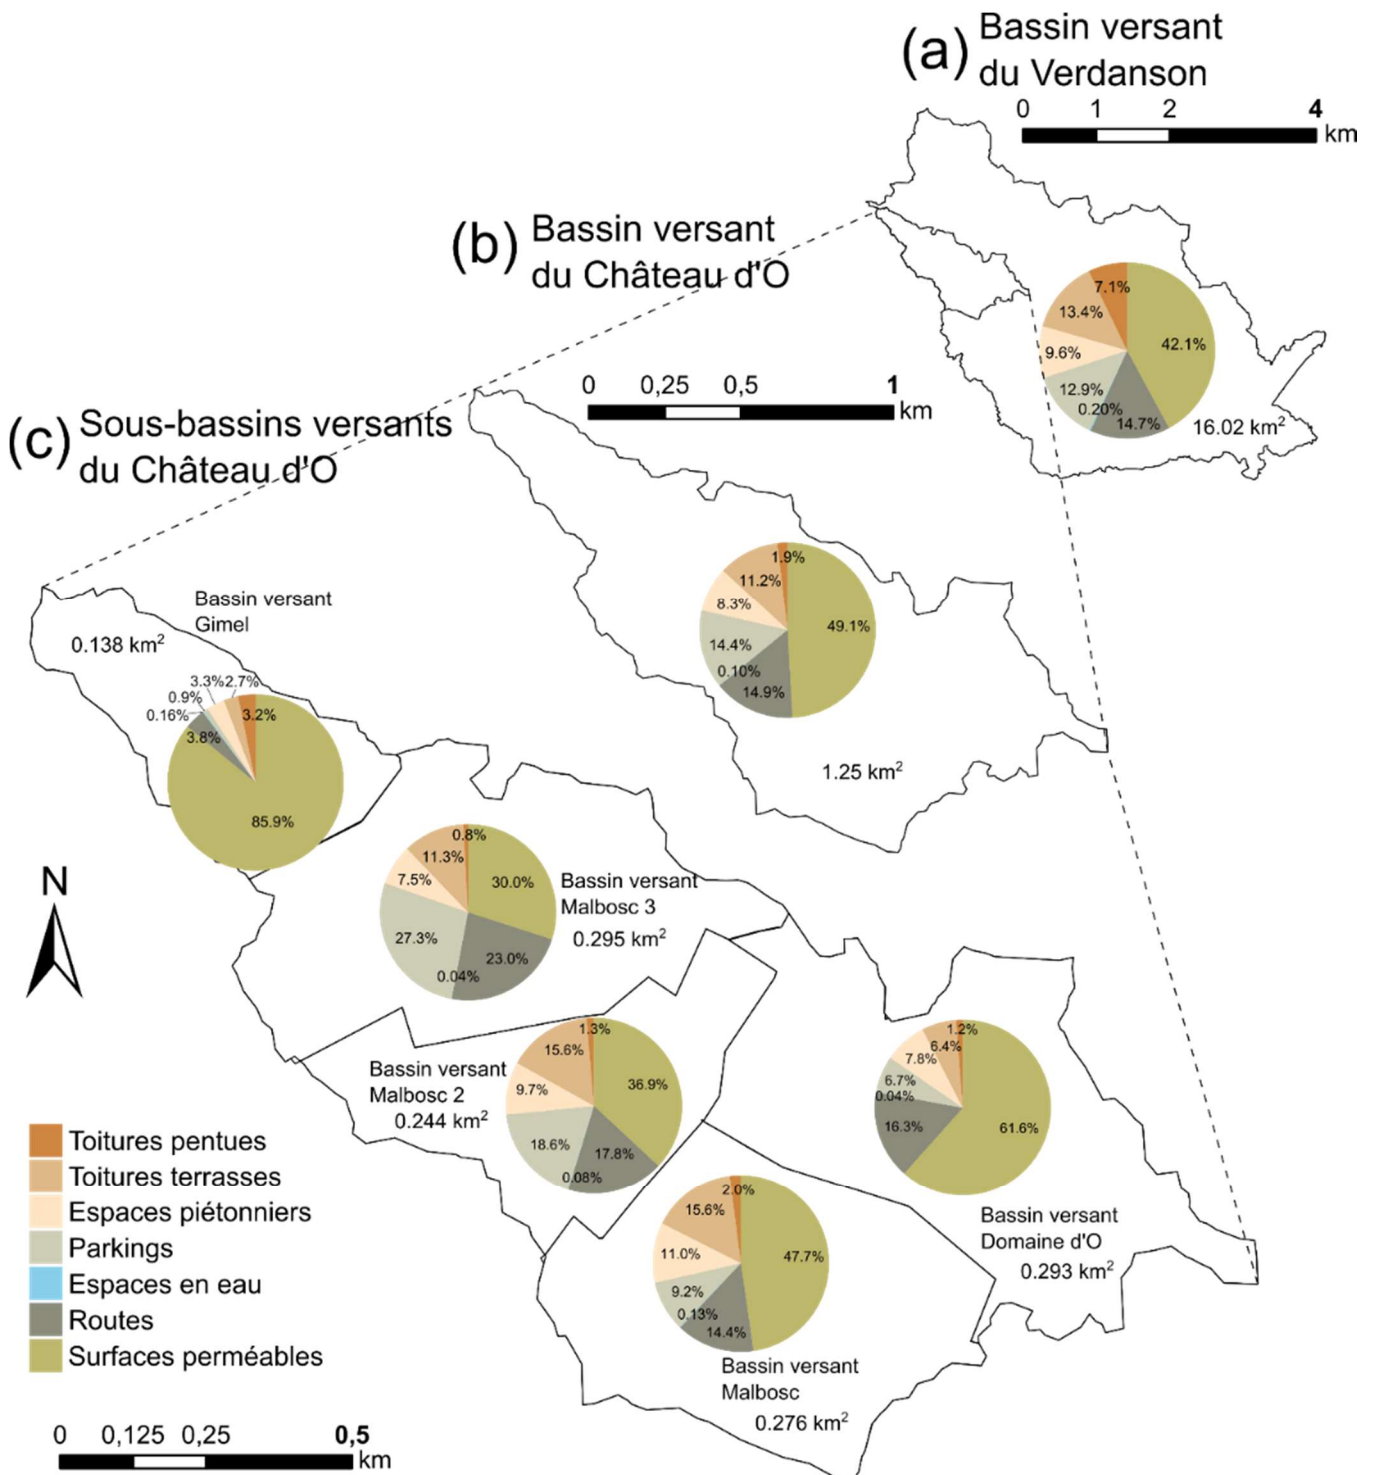 (a) Bassin versant
du Verdanson
0 1 2 4 km
7.1%
13.4%
42.1%
9.6%
12.9%
0.20%
14.7%
16.02 km²
(b) Bassin versant
du Château d'O
0 0,25 0,5 1 km
1.9%
11.2%
8.3%
49.1%
14.4%
0.10%
14.9%
1.25 km²
(c) Sous-bassins versants
du Château d'O
Bassin versant
Gimel
0.138 km²
3.3% 2.7%
0.9%
0.16%
3.2%
3.8%
85.9%
0.8%
11.3%
7.5%
30.0%
27.3%
23.0%
0.04%
Bassin versant
Malbosc 3
0.295 km²
N
1.3%
15.6%
36.9%
9.7%
18.6%
17.8%
0.08%
Bassin versant
Malbosc 2
0.244 km²
1.2%
6.4%
7.8%
6.7%
0.04%
16.3%
61.6%
Bassin versant
Domaine d'O
0.293 km²
2.0%
15.6%
11.0%
47.7%
9.2%
0.13%
14.4%
Bassin versant
Malbosc
0.276 km²
Toitures pentues
Toitures terrasses
Espaces piétonniers
Parkings
Espaces en eau
Routes
Surfaces perméables
0 0,125 0,25 0,5 km